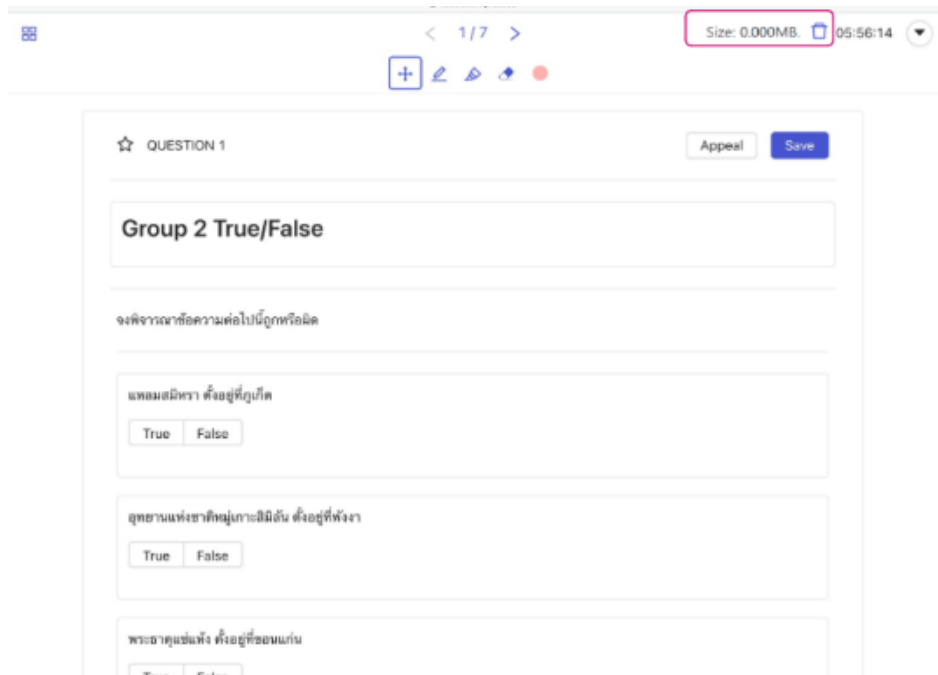 1/7
Size: 0.000MB.
05:56:14
QUESTION 1
Appeal
Save
Group 2 True/False
จงพิจารณาข้อความต่อไปนี้ถูกหรือผิด
แหลมสมิหรา ตั้งอยู่ที่ภูเก็ต
True False
อุทยานแห่งชาติหมู่เกาะสิมิลัน ตั้งอยู่ที่พังงา
True False
พระธาตุแช่แห้ง ตั้งอยู่ที่ขอนแก่น
True False